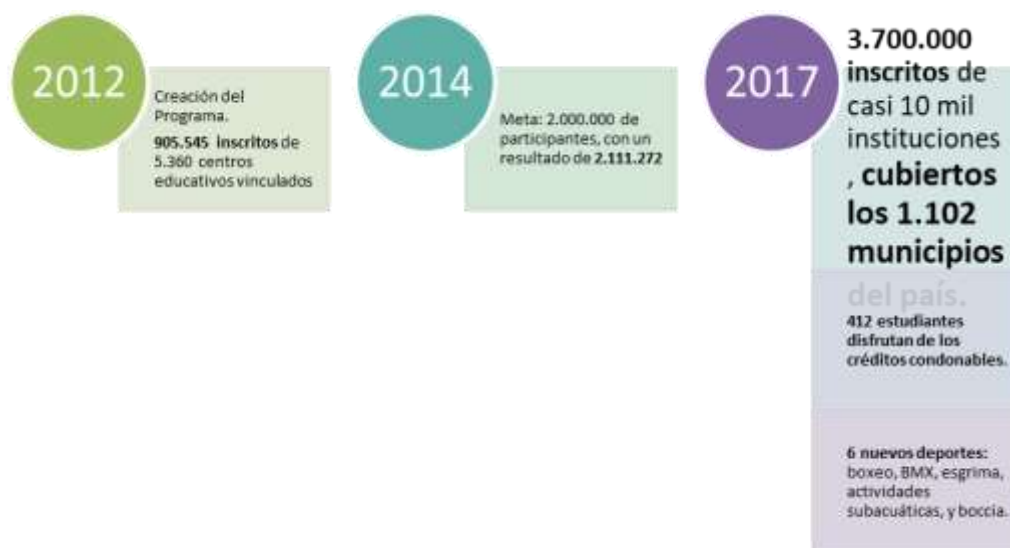 2012
Creación del
Programa.
905.545 inscritos de
5.360 centros
educativos vinculados
2014
Meta: 2.000.000 de
participantes, con un
resultado de 2.111.272
2017
3.700.000
inscritos de
casi 10 mil
instituciones
, cubiertos
los 1.102
municipios
del país.
412 estudiantes
disfrutan de los
créditos condonables.
6 nuevos deportes:
boxeo, BMX, esgrima,
actividades
subacuáticas, y boccia.